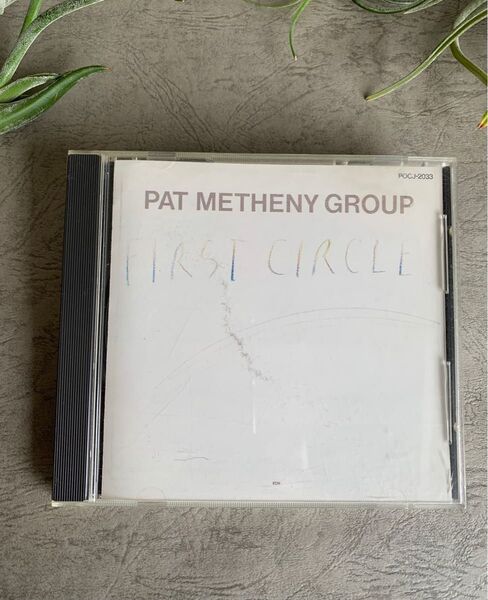 POCJ-2033
PAT METHENY GROUP
FIRST CIRCLE
ECM